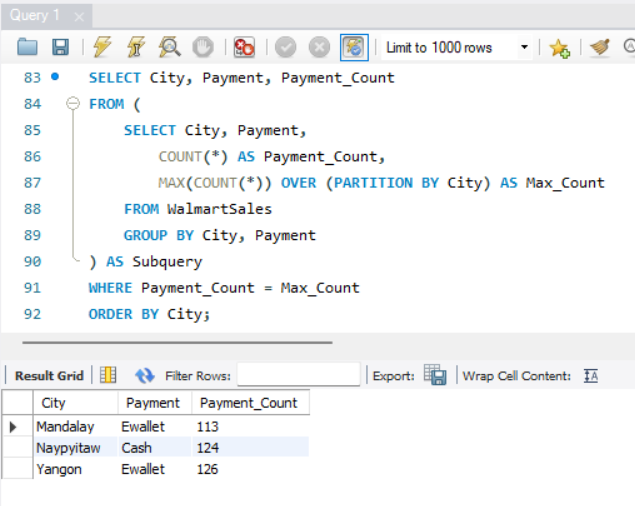 Query 1
Limit to 1000 rows
83 SELECT City, Payment, Payment_Count
84 FROM (
85 SELECT City, Payment,
86 COUNT(*) AS Payment_Count,
87 MAX(COUNT(*)) OVER (PARTITION BY City) AS Max_Count
88 FROM WalmartSales
89 GROUP BY City, Payment
90 ) AS Subquery
91 WHERE Payment_Count = Max_Count
92 ORDER BY City;
Result Grid Filter Rows: Export: Wrap Cell Content: IA
City Payment Payment_Count
Mandalay Ewallet 113
Naypyitaw Cash 124
Yangon Ewallet 126